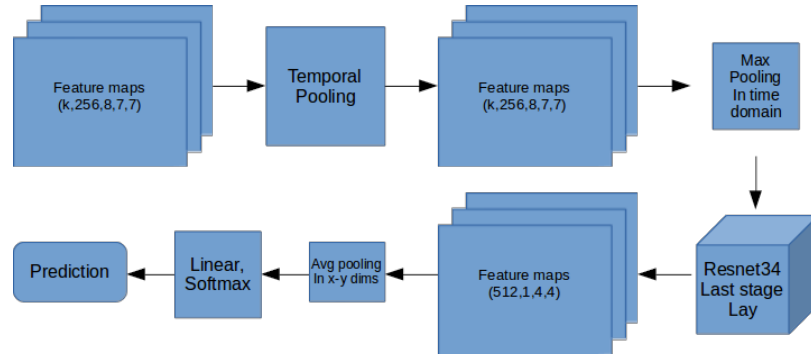 Feature maps
(k,256,8,7,7)
Temporal
Pooling
Feature maps
(k,256,8,7,7)
Max
Pooling
In time
domain
Resnet34
Last stage
Lay
Feature maps
(512,1,4,4)
Avg pooling
In x-y dims
Linear,
Softmax
Prediction